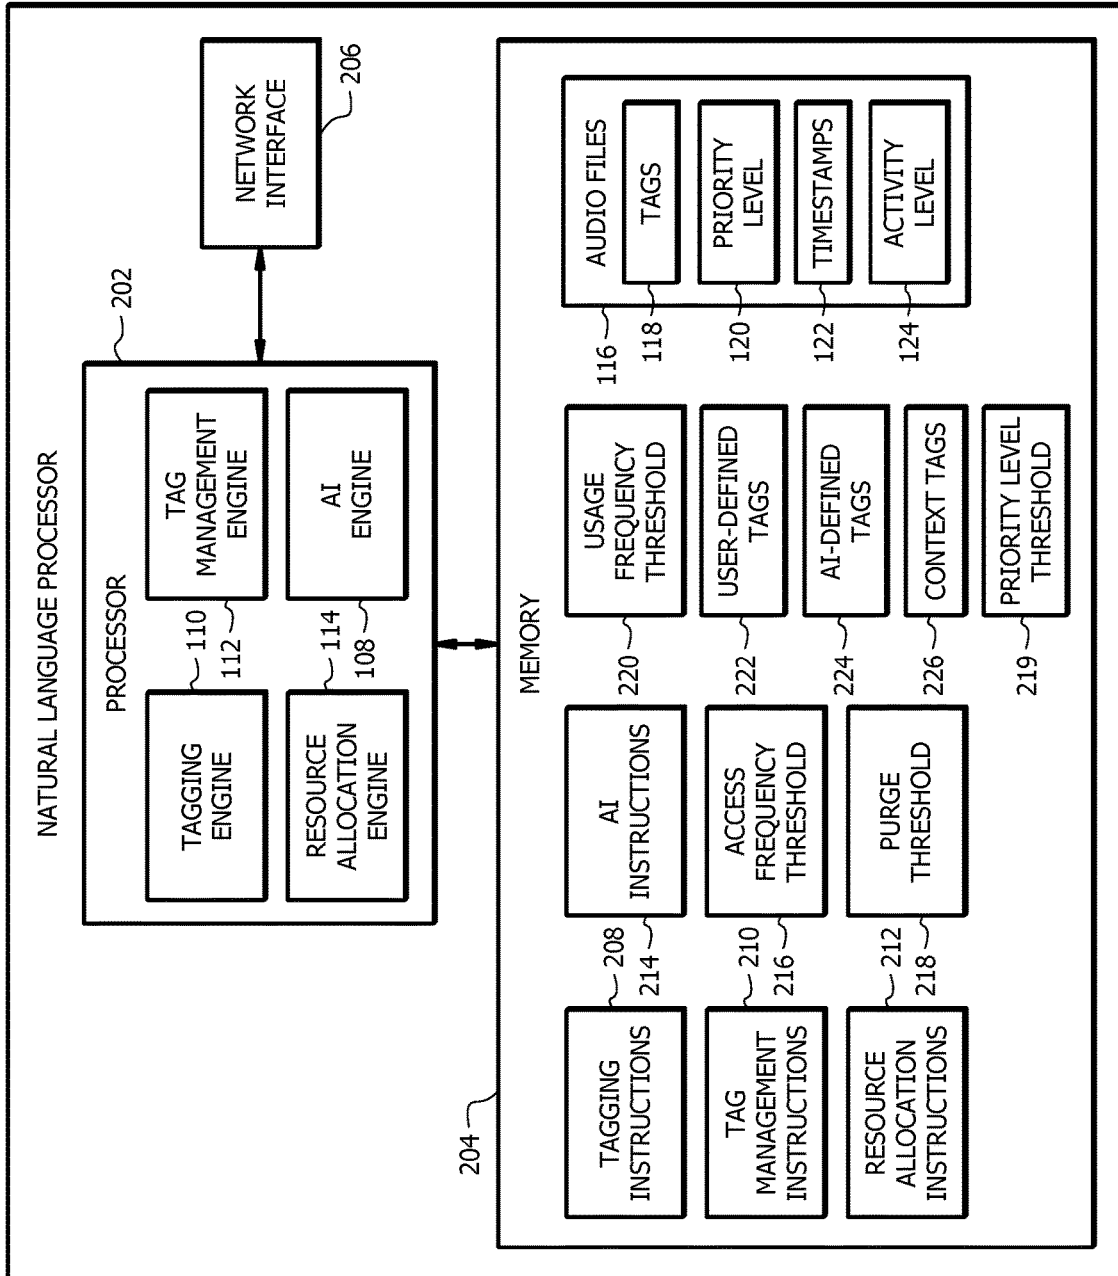 NATURAL LANGUAGE PROCESSOR
PROCESSOR
202
TAGGING
ENGINE
110
112
TAG
MANAGEMENT
ENGINE
RESOURCE
ALLOCATION
ENGINE
114
108
AI
ENGINE
NETWORK
INTERFACE
206
204
MEMORY
TAGGING
INSTRUCTIONS
208
214
AI
INSTRUCTIONS
220
USAGE
FREQUENCY
THRESHOLD
TAG
MANAGEMENT
INSTRUCTIONS
210
216
ACCESS
FREQUENCY
THRESHOLD
222
USER-DEFINED
TAGS
RESOURCE
ALLOCATION
INSTRUCTIONS
212
218
PURGE
THRESHOLD
224
AI-DEFINED
TAGS
226
CONTEXT TAGS
219
PRIORITY LEVEL
THRESHOLD
116
AUDIO FILES
118
TAGS
120
PRIORITY
LEVEL
122
TIMESTAMPS
124
ACTIVITY
LEVEL